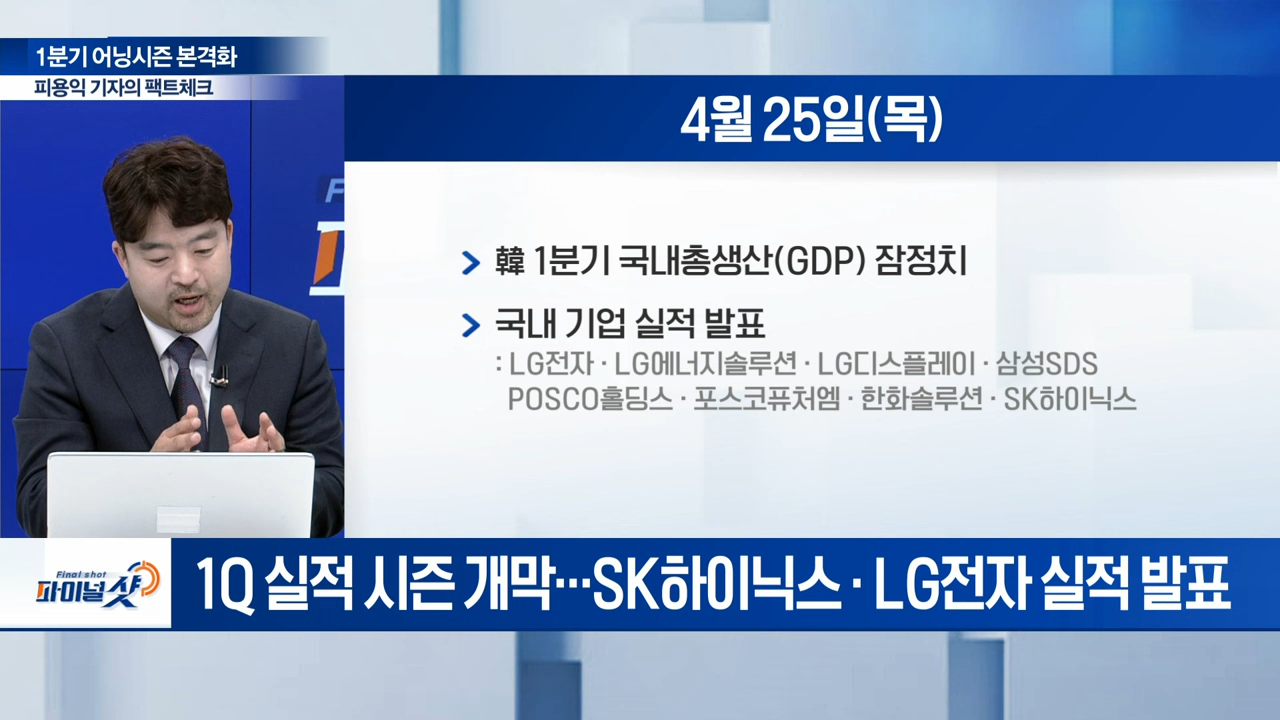 1분기 어닝시즌 본격화
피용익 기자의 팩트체크
4월 25일(목)
韓 1분기 국내총생산(GDP) 잠정치
국내 기업 실적 발표
: LG전자 · LG에너지솔루션 · LG디스플레이 · 삼성SDS
POSCO홀딩스 · 포스코퓨처엠 · 한화솔루션 · SK하이닉스
Final shot
파이널샷
1Q 실적 시즌 개막…SK하이닉스 · LG전자 실적 발표